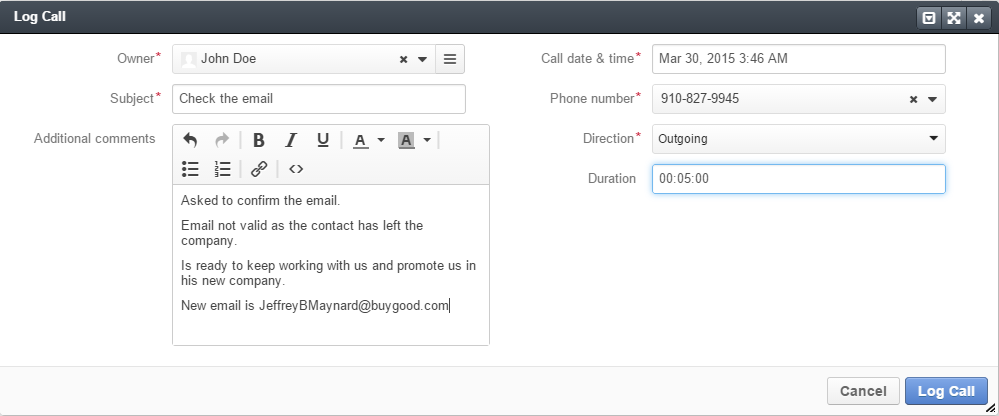 Log Call
Owner*
John Doe
Subject*
Check the email
Additional comments
B I U A A
Asked to confirm the email.
Email not valid as the contact has left the
company.
Is ready to keep working with us and promote us in
his new company.
New email is JeffreyBMaynard@buygood.com
Call date & time*
Mar 30, 2015 3:46 AM
Phone number*
910-827-9945
Direction*
Outgoing
Duration
00:05:00
Cancel
Log Call